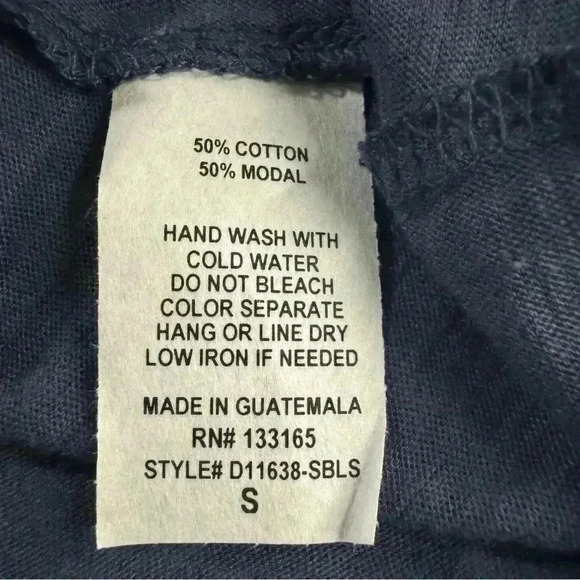 50% COTTON
50% MODAL
HAND WASH WITH
COLD WATER
DO NOT BLEACH
COLOR SEPARATE
HANG OR LINE DRY
LOW IRON IF NEEDED
MADE IN GUATEMALA
RN# 133165
STYLE# D11638-SBLS
S